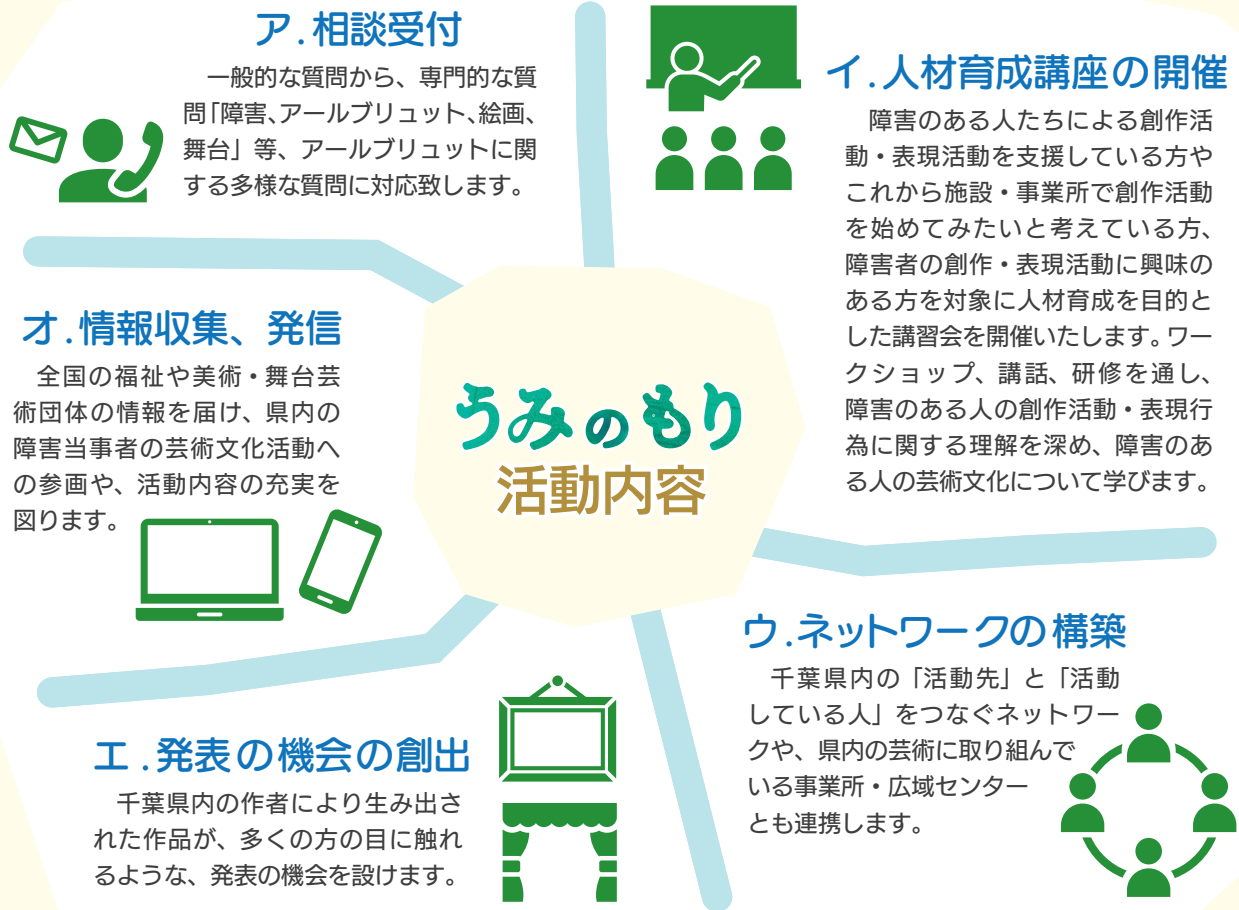 ア.相談受付
一般的な質問から、専門的な質
問「障害、アールブリュット、絵画、
舞台」等、アールブリュットに関
する多様な質問に対応致します。
イ.人材育成講座の開催
障害のある人たちによる創作活
動・表現活動を支援している方や
これから施設・事業所で創作活動
を始めてみたいと考えている方、
障害者の創作・表現活動に興味の
ある方を対象に人材育成を目的と
した講習会を開催いたします。ワー
クショップ、講話、研修を通し、
障害のある人の創作活動・表現行
為に関する理解を深め、障害のあ
る人の芸術文化について学びます。
うみのもり
活動内容
ウ.ネットワークの構築
千葉県内の「活動先」と「活動
している人」をつなぐネットワー
クや、県内の芸術に取り組んで
いる事業所・広域センター
とも連携します。
エ.発表の機会の創出
千葉県内の作者により生み出さ
れた作品が、多くの方の目に触れ
るような、発表の機会を設けます。
オ.情報収集、発信
全国の福祉や美術・舞台芸
術団体の情報を届け、県内の
障害当事者の芸術文化活動へ
の参画や、活動内容の充実を
図ります。